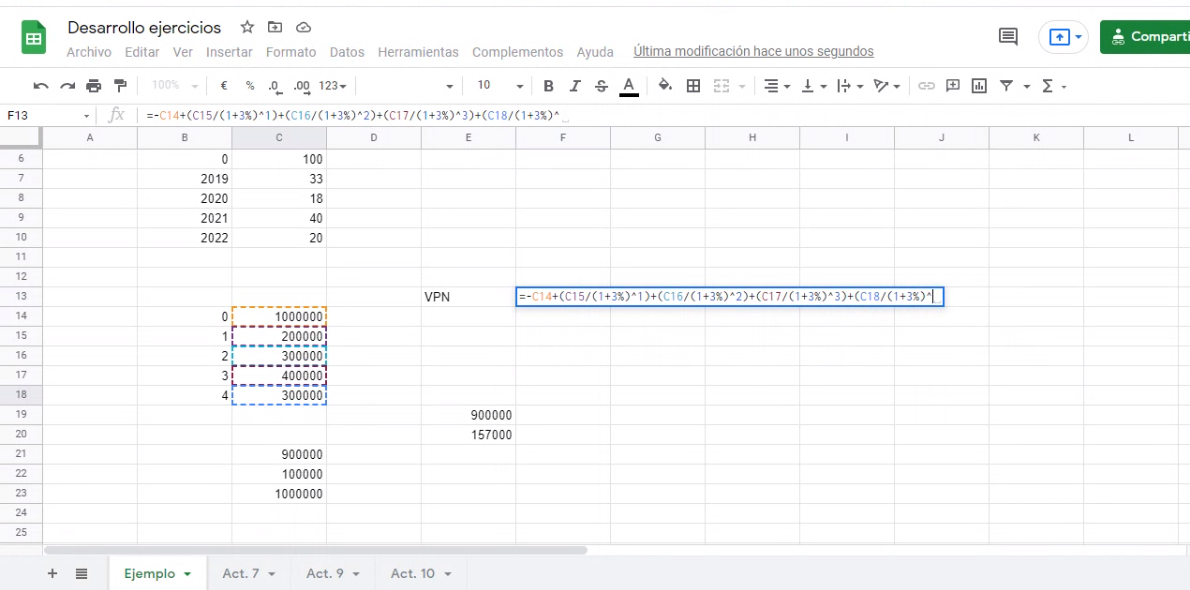 Desarrollo ejercicios
Archivo Editar Ver Insertar Formato Datos Herramientas Complementos Ayuda Última modificación hace unos segundos
Comparti
100% € % .0 .00 123 10 B I S A Σ
F13 fx =-C14+(C15/(1+3%)^1)+(C16/(1+3%)^2)+(C17/(1+3%)^3)+(C18/(1+3%)^
A B C D E F G H I J K L
6 0 100
7 2019 33
8 2020 18
9 2021 40
10 2022 20
11
12
13 VPN =-C14+(C15/(1+3%)^1)+(C16/(1+3%)^2)+(C17/(1+3%)^3)+(C18/(1+3%)^
14 0 1000000
15 1 200000
16 2 300000
17 3 400000
18 4 300000
19 900000
20 157000
21 900000
22 100000
23 1000000
24
25
+ Ejemplo Act. 7 Act. 9 Act. 10